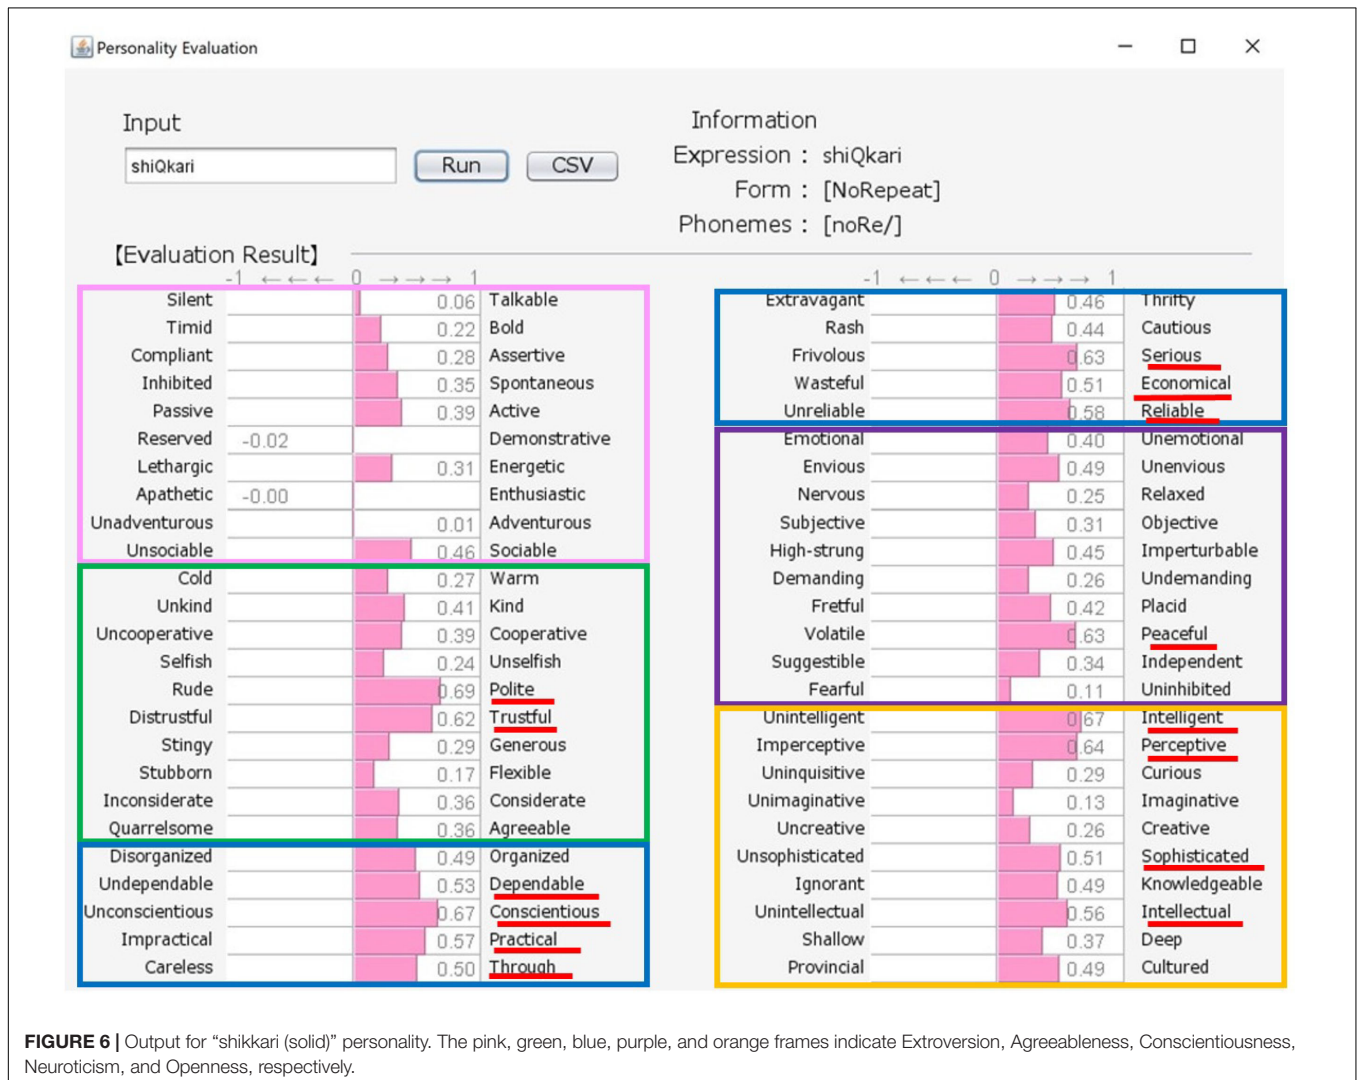 Personality Evaluation
Input
shiQkari
Run
CSV
Information
Expression : shiQkari
Form : [NoRepeat]
Phonemes : [noRe/]
【Evaluation Result】
-1 ← ← ← 0 → → → 1
Silent 0.06 Talkable
Timid 0.22 Bold
Compliant 0.28 Assertive
Inhibited 0.35 Spontaneous
Passive 0.39 Active
Reserved -0.02 Demonstrative
Lethargic 0.31 Energetic
Apathetic -0.00 Enthusiastic
Unadventurous 0.01 Adventurous
Unsociable 0.46 Sociable
Cold 0.27 Warm
Unkind 0.41 Kind
Uncooperative 0.39 Cooperative
Selfish 0.24 Unselfish
Rude 0.69 Polite
Distrustful 0.62 Trustful
Stingy 0.29 Generous
Stubborn 0.17 Flexible
Inconsiderate 0.36 Considerate
Quarrelsome 0.36 Agreeable
Disorganized 0.49 Organized
Undependable 0.53 Dependable
Unconscientious 0.67 Conscientious
Impractical 0.57 Practical
Careless 0.50 Through
-1 ← ← ← 0 → → → 1
Extravagant 0.46 Thrifty
Rash 0.44 Cautious
Frivolous 0.63 Serious
Wasteful 0.51 Economical
Unreliable 0.58 Reliable
Emotional 0.40 Unemotional
Envious 0.49 Unenvious
Nervous 0.25 Relaxed
Subjective 0.31 Objective
High-strung 0.45 Imperturbable
Demanding 0.26 Undemanding
Fretful 0.42 Placid
Volatile 0.63 Peaceful
Suggestible 0.34 Independent
Fearful 0.11 Uninhibited
Unintelligent 0.67 Intelligent
Imperceptive 0.64 Perceptive
Uninquisitive 0.29 Curious
Unimaginative 0.13 Imaginative
Uncreative 0.26 Creative
Unsophisticated 0.51 Sophisticated
Ignorant 0.49 Knowledgeable
Unintellectual 0.56 Intellectual
Shallow 0.37 Deep
Provincial 0.49 Cultured
FIGURE 6 | Output for “shikkari (solid)” personality. The pink, green, blue, purple, and orange frames indicate Extroversion, Agreeableness, Conscientiousness,
Neuroticism, and Openness, respectively.